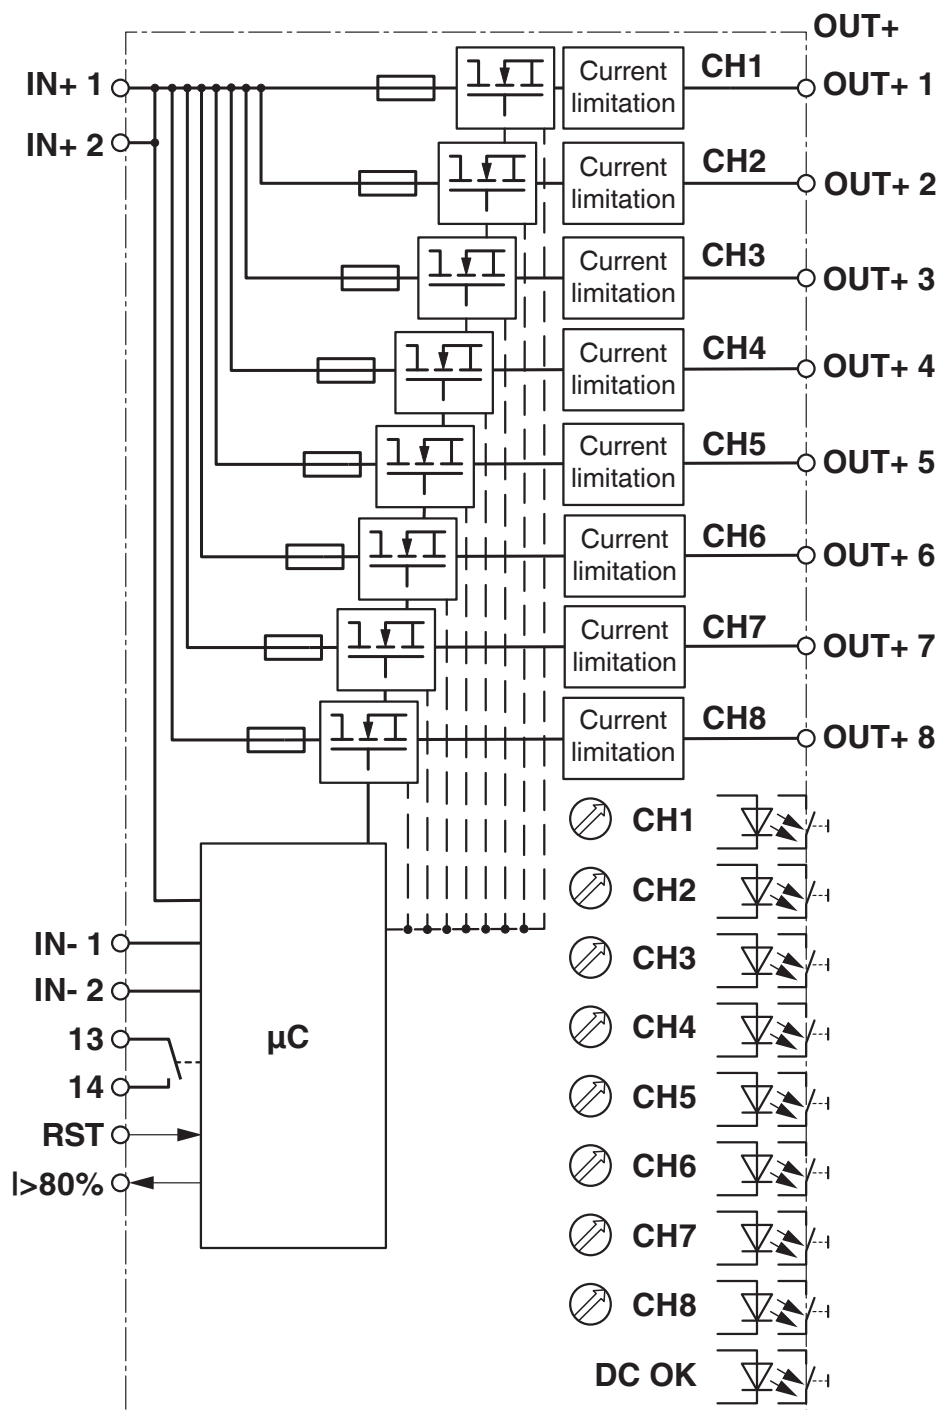 OUT+
IN+ 1
Current
limitation
CH1
OUT+ 1
IN+ 2
Current
limitation
CH2
OUT+ 2
Current
limitation
CH3
OUT+ 3
Current
limitation
CH4
OUT+ 4
Current
limitation
CH5
OUT+ 5
Current
limitation
CH6
OUT+ 6
Current
limitation
CH7
OUT+ 7
Current
limitation
CH8
OUT+ 8
CH1
CH2
IN- 1
CH3
IN- 2
CH4
13
µC
14
CH5
RST
CH6
I>80%
CH7
CH8
DC OK